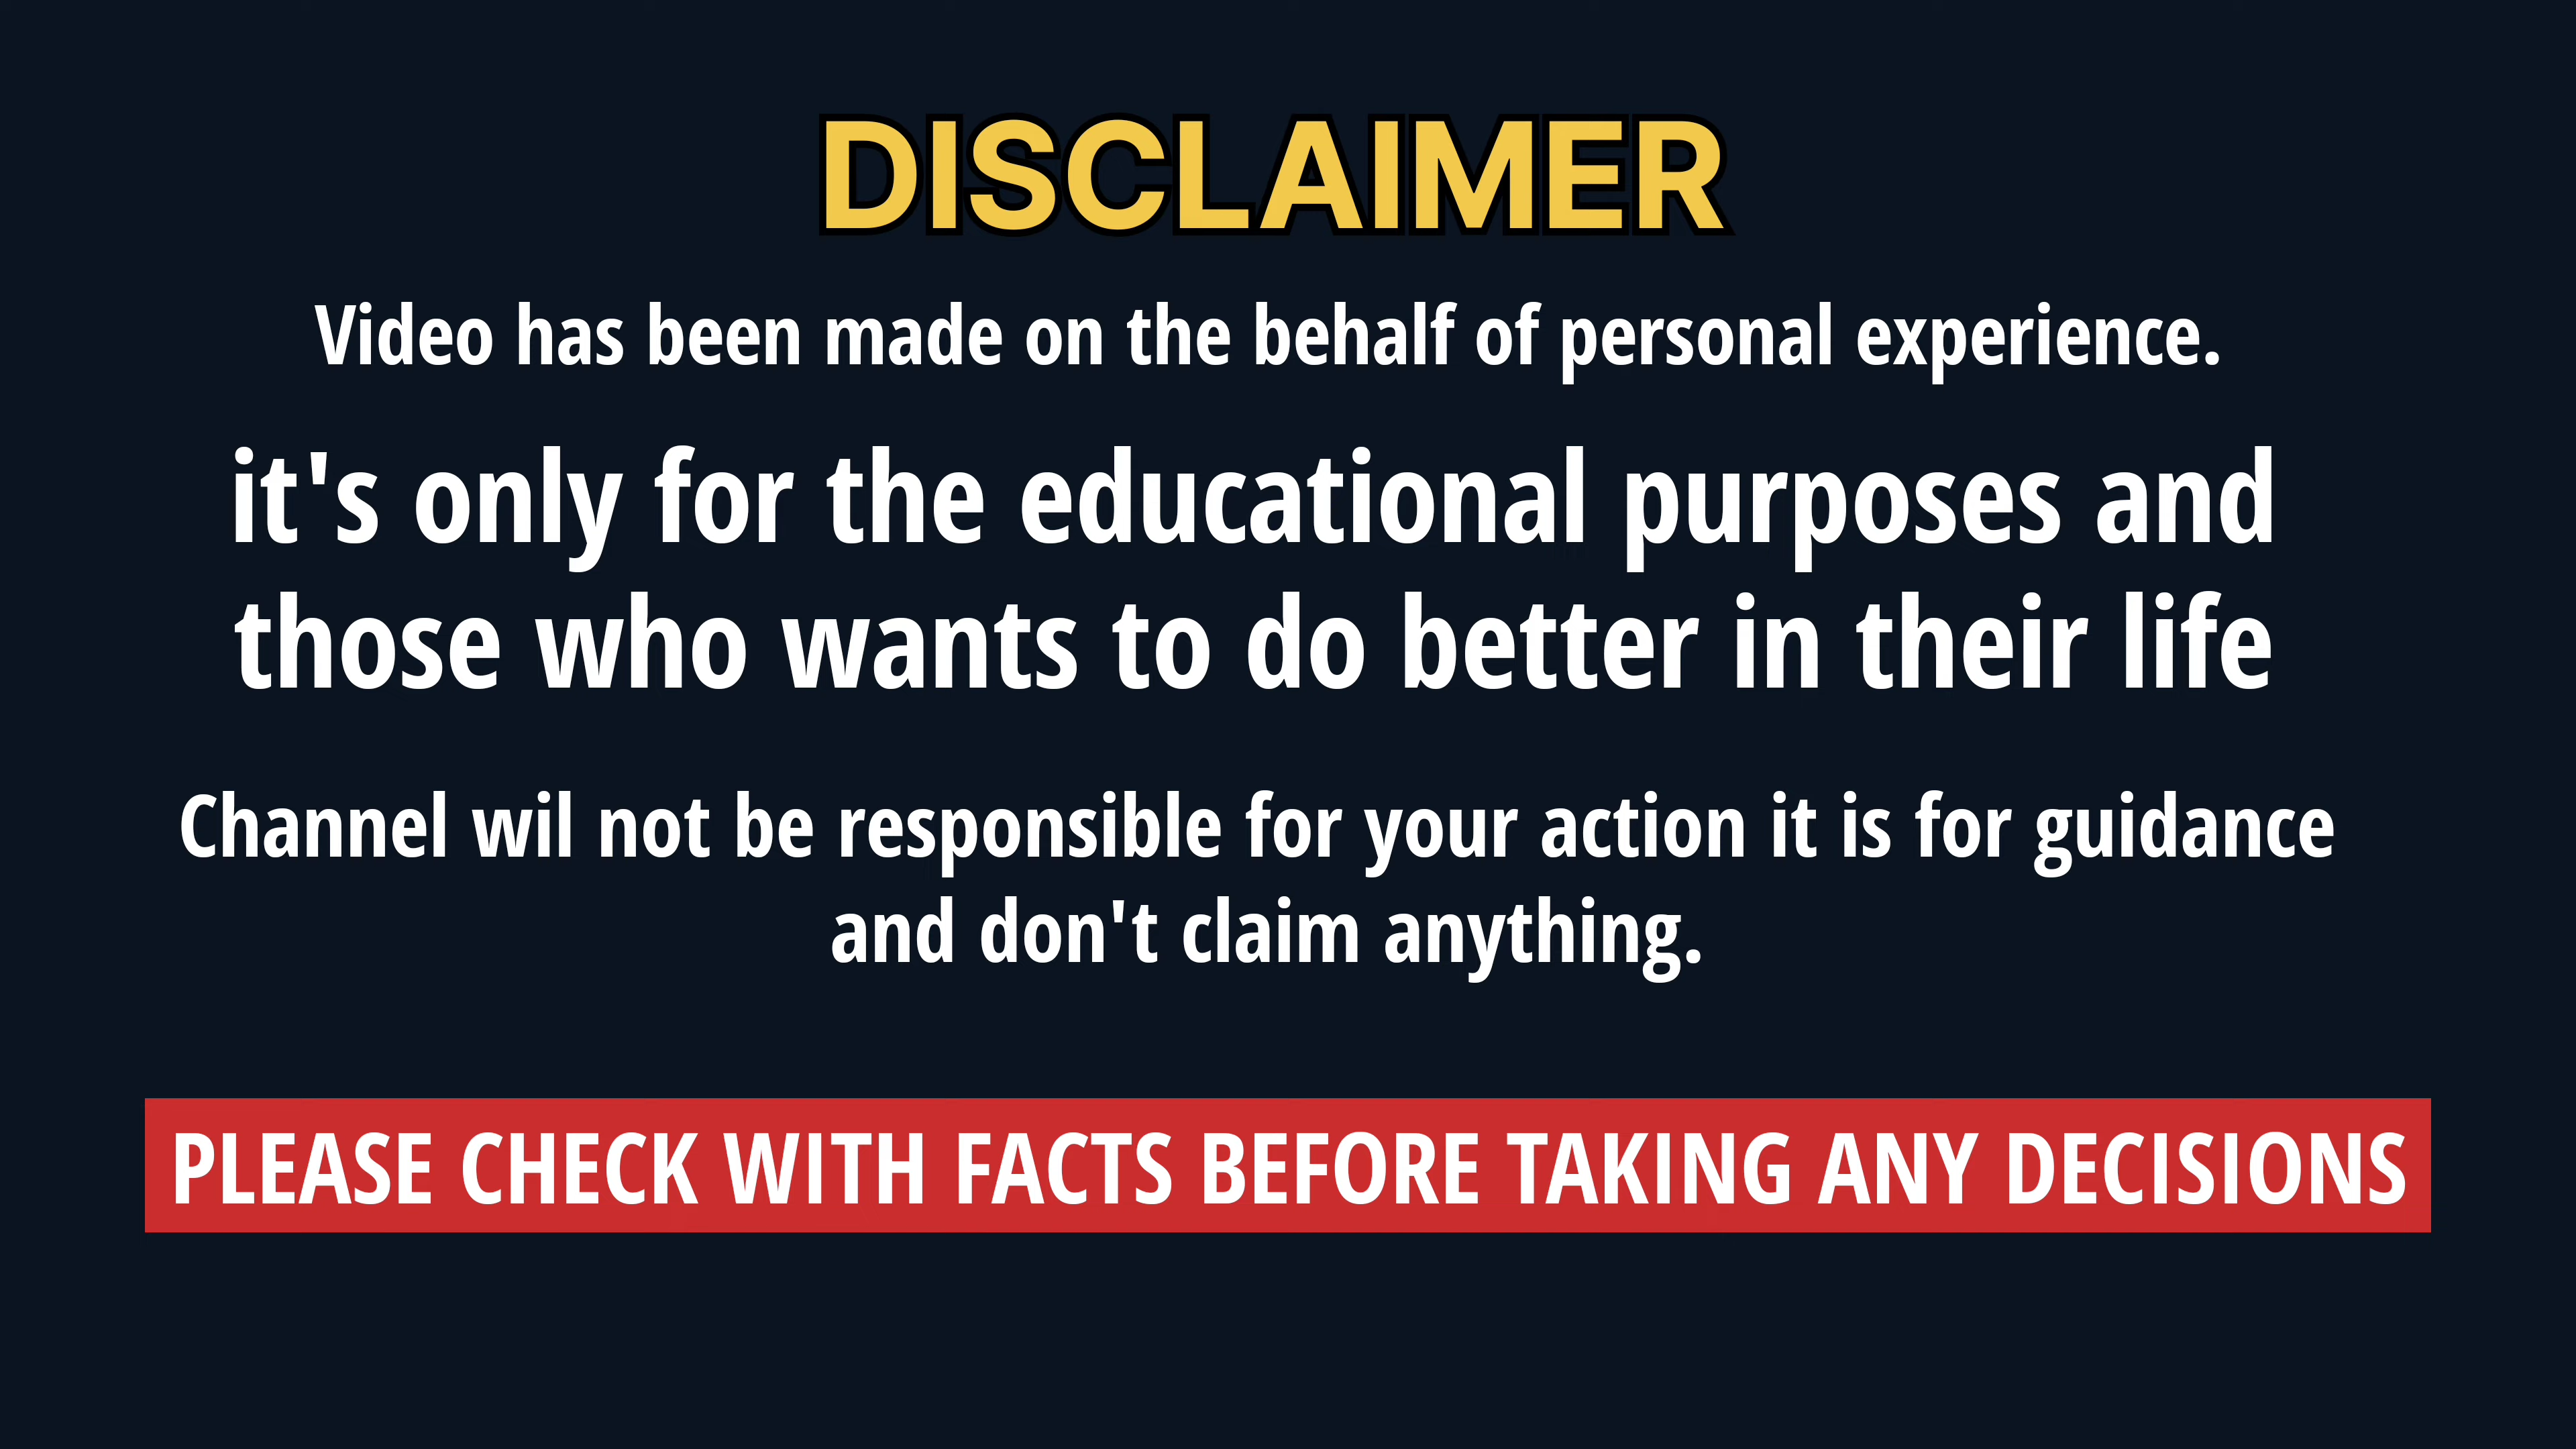 DISCLAIMER
Video has been made on the behalf of personal experience.
it's only for the educational purposes and
those who wants to do better in their life
Channel wil not be responsible for your action it is for guidance
and don't claim anything.
PLEASE CHECK WITH FACTS BEFORE TAKING ANY DECISIONS